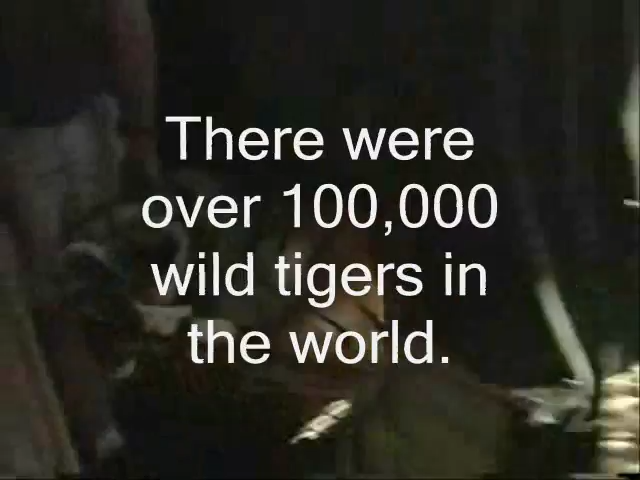 There were
over 100,000
wild tigers in
the world.